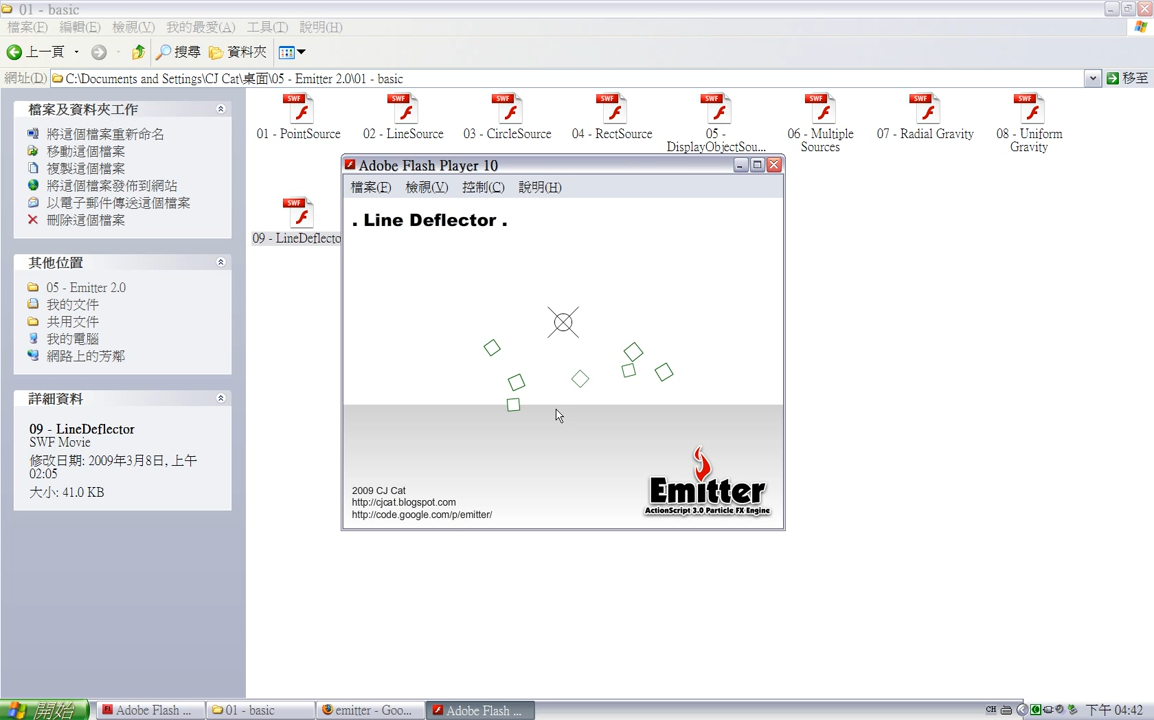 01 - basic
檔案(F) 編輯(E) 檢視(V) 我的最愛(A) 工具(T) 說明(H)
上一頁 搜尋 資料夾
網址(D) C:\Documents and Settings\CJ Cat\桌面\05 - Emitter 2.0\01 - basic 移至
檔案及資料夾工作
將這個檔案重新命名
移動這個檔案
複製這個檔案
將這個檔案發佈到網站
以電子郵件傳送這個檔案
刪除這個檔案
其他位置
05 - Emitter 2.0
我的文件
共用文件
我的電腦
網路上的芳鄰
詳細資料
09 - LineDeflector
SWF Movie
修改日期: 2009年3月8日, 上午
02:05
大小: 41.0 KB
SWF SWF SWF SWF SWF SWF SWF SWF
01 - PointSource 02 - LineSource 03 - CircleSource 04 - RectSource 05 - 06 - Multiple 07 - Radial Gravity 08 - Uniform
DisplayObjectSou... Sources Gravity
SWF
09 - LineDeflecto
Adobe Flash Player 10
檔案(F) 檢視(V) 控制(C) 說明(H)
. Line Deflector .
2009 CJ Cat
http://cjcat.blogspot.com
http://code.google.com/p/emitter/
Emitter
ActionScript 3.0 Particle FX Engine
開始 Adobe Flash ... 01 - basic emitter - Goo... Adobe Flash ... CH 下午 04:42